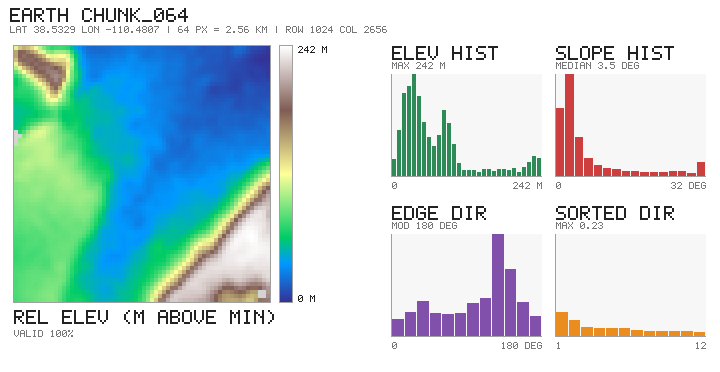 EARTH CHUNK_064
LAT 38.5329 LON -110.4807 | 64 PX = 2.56 KM | ROW 1024 COL 2656
242 M
0 M
REL ELEV (M ABOVE MIN)
VALID 100%
ELEV HIST
MAX 242 M
0 242 M
SLOPE HIST
MEDIAN 3.5 DEG
0 32 DEG
EDGE DIR
MOD 180 DEG
0 180 DEG
SORTED DIR
MAX 0.23
1 12